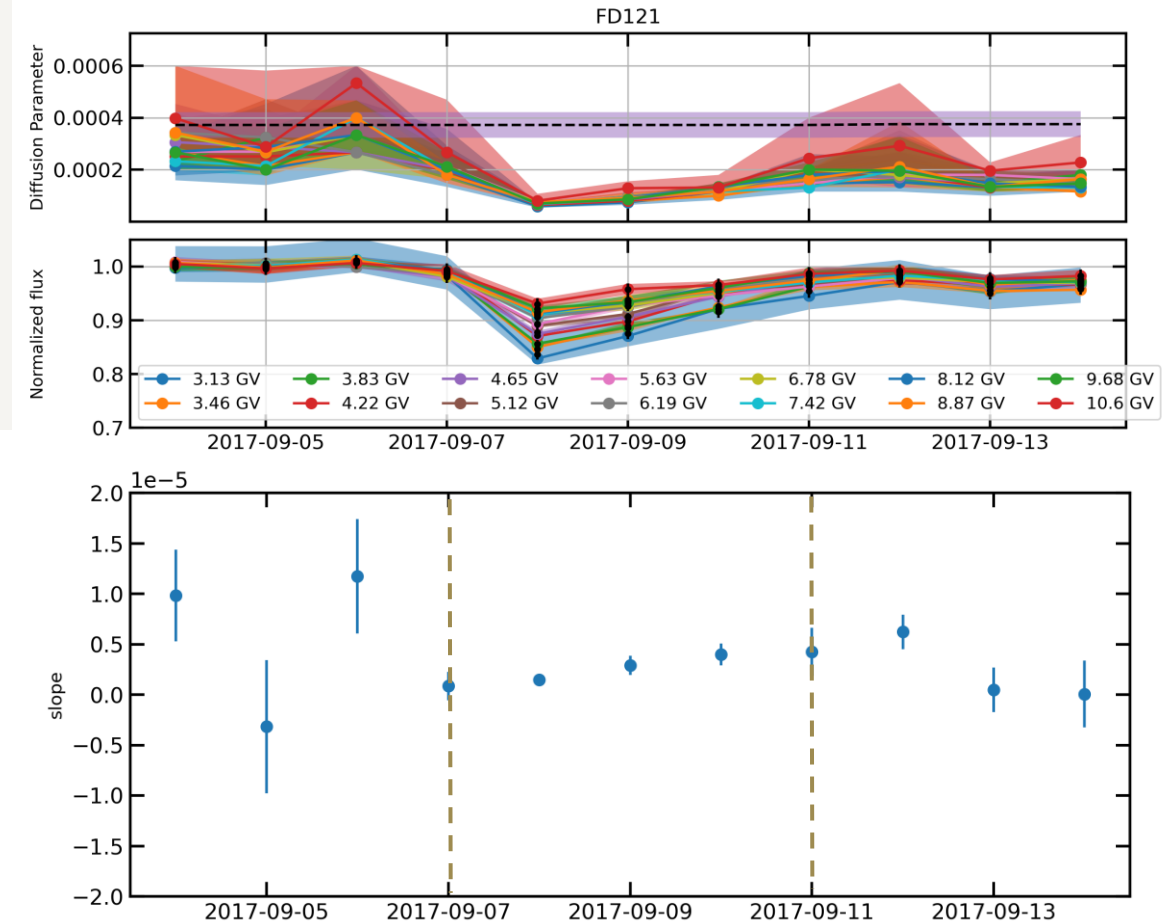 FD121
Diffusion Parameter
0.0006
0.0004
0.0002
Normalized flux
1.0
0.9
0.8
0.7
3.13 GV 3.83 GV 4.65 GV 5.63 GV 6.78 GV 8.12 GV 9.68 GV
3.46 GV 4.22 GV 5.12 GV 6.19 GV 7.42 GV 8.87 GV 10.6 GV
2017-09-05 2017-09-07 2017-09-09 2017-09-11 2017-09-13
1e−5
slope
2.0
1.5
1.0
0.5
0.0
−0.5
−1.0
−1.5
−2.0
2017-09-05 2017-09-07 2017-09-09 2017-09-11 2017-09-13